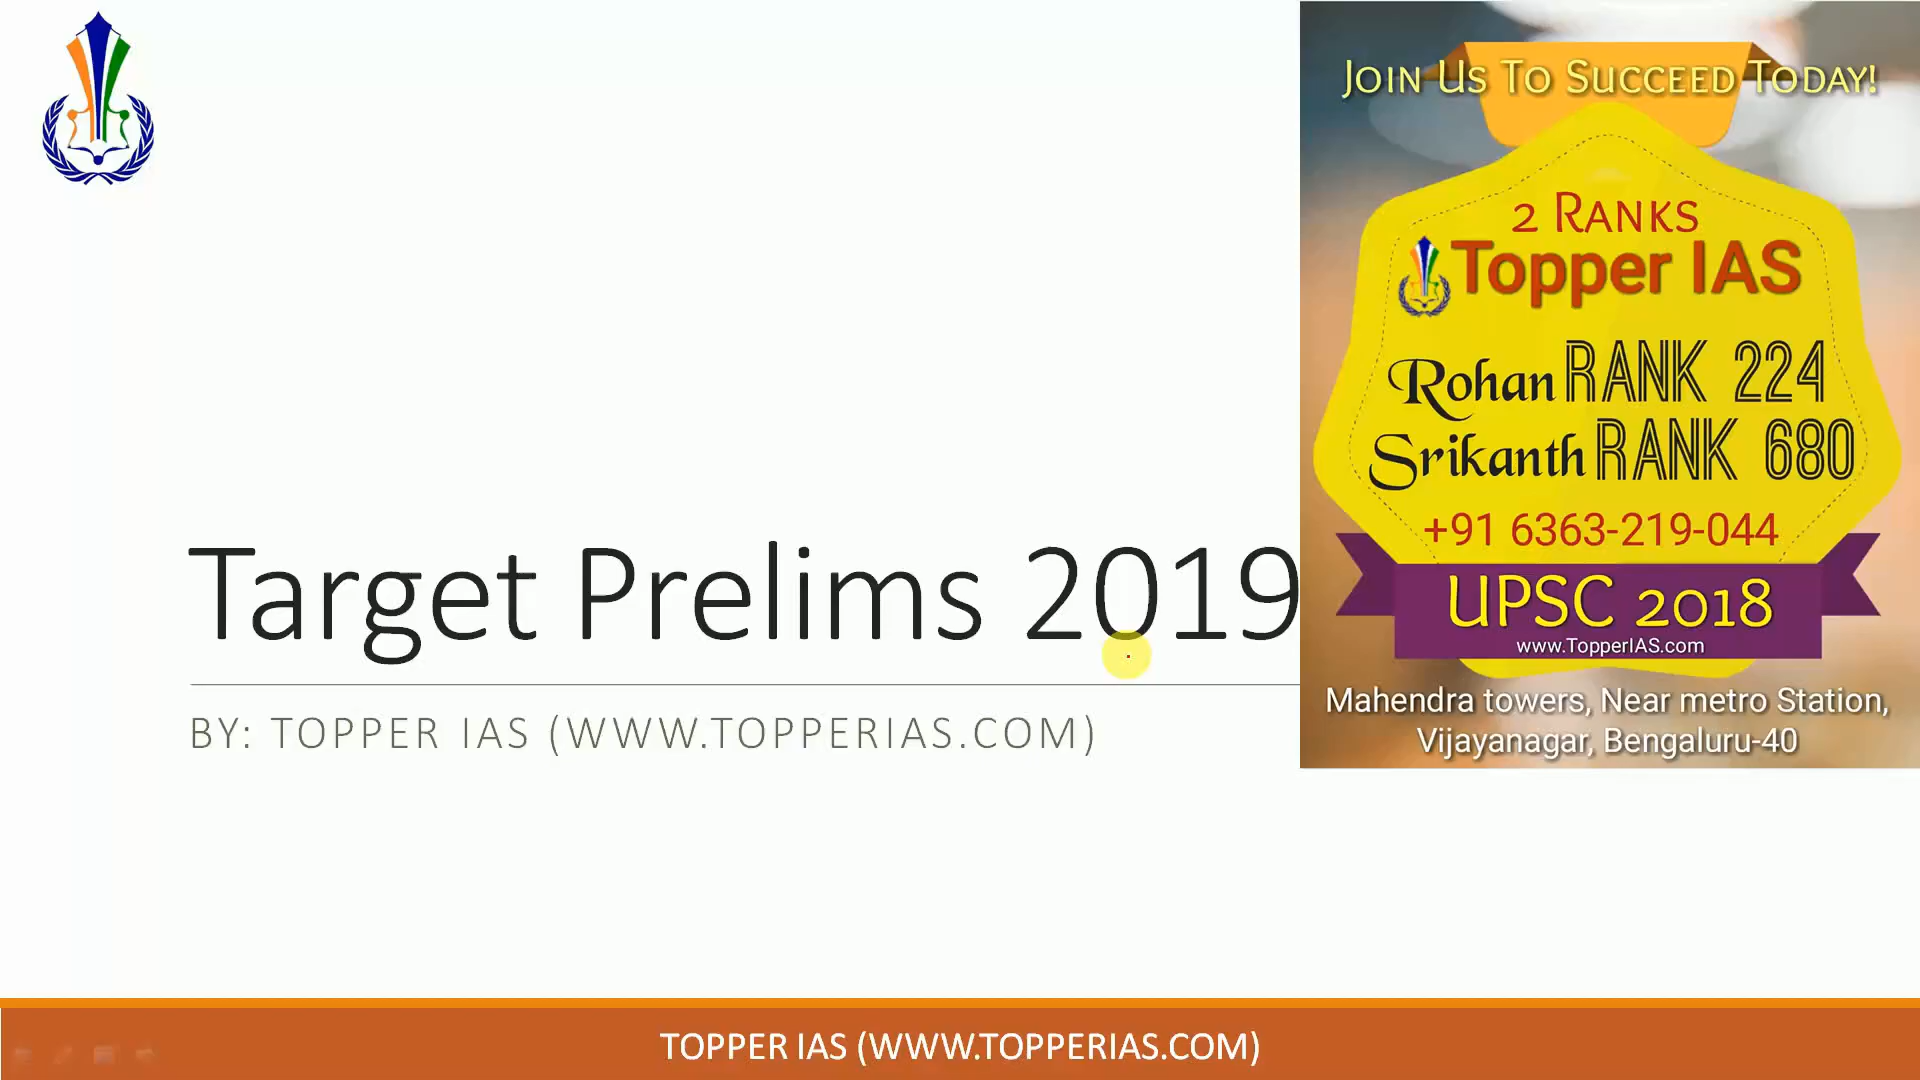 Target Prelims 2019
BY: TOPPER IAS (WWW.TOPPERIAS.COM)
Join Us To Succeed Today!
2 Ranks
Topper IAS
Rohan RANK 224
Srikanth RANK 680
+91 6363-219-044
UPSC 2018
www.TopperIAS.com
Mahendra towers, Near metro Station,
Vijayanagar, Bengaluru-40
TOPPER IAS (WWW.TOPPERIAS.COM)